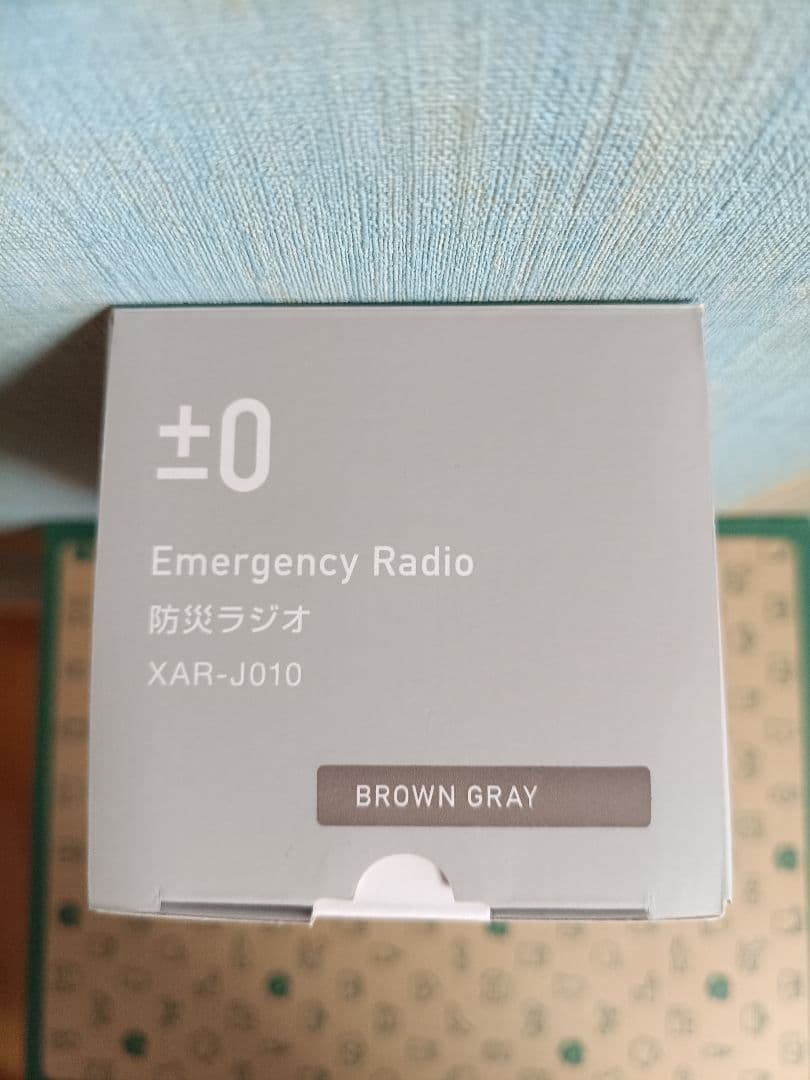 ±0
Emergency Radio
防災ラジオ
XAR-J010
BROWN GRAY